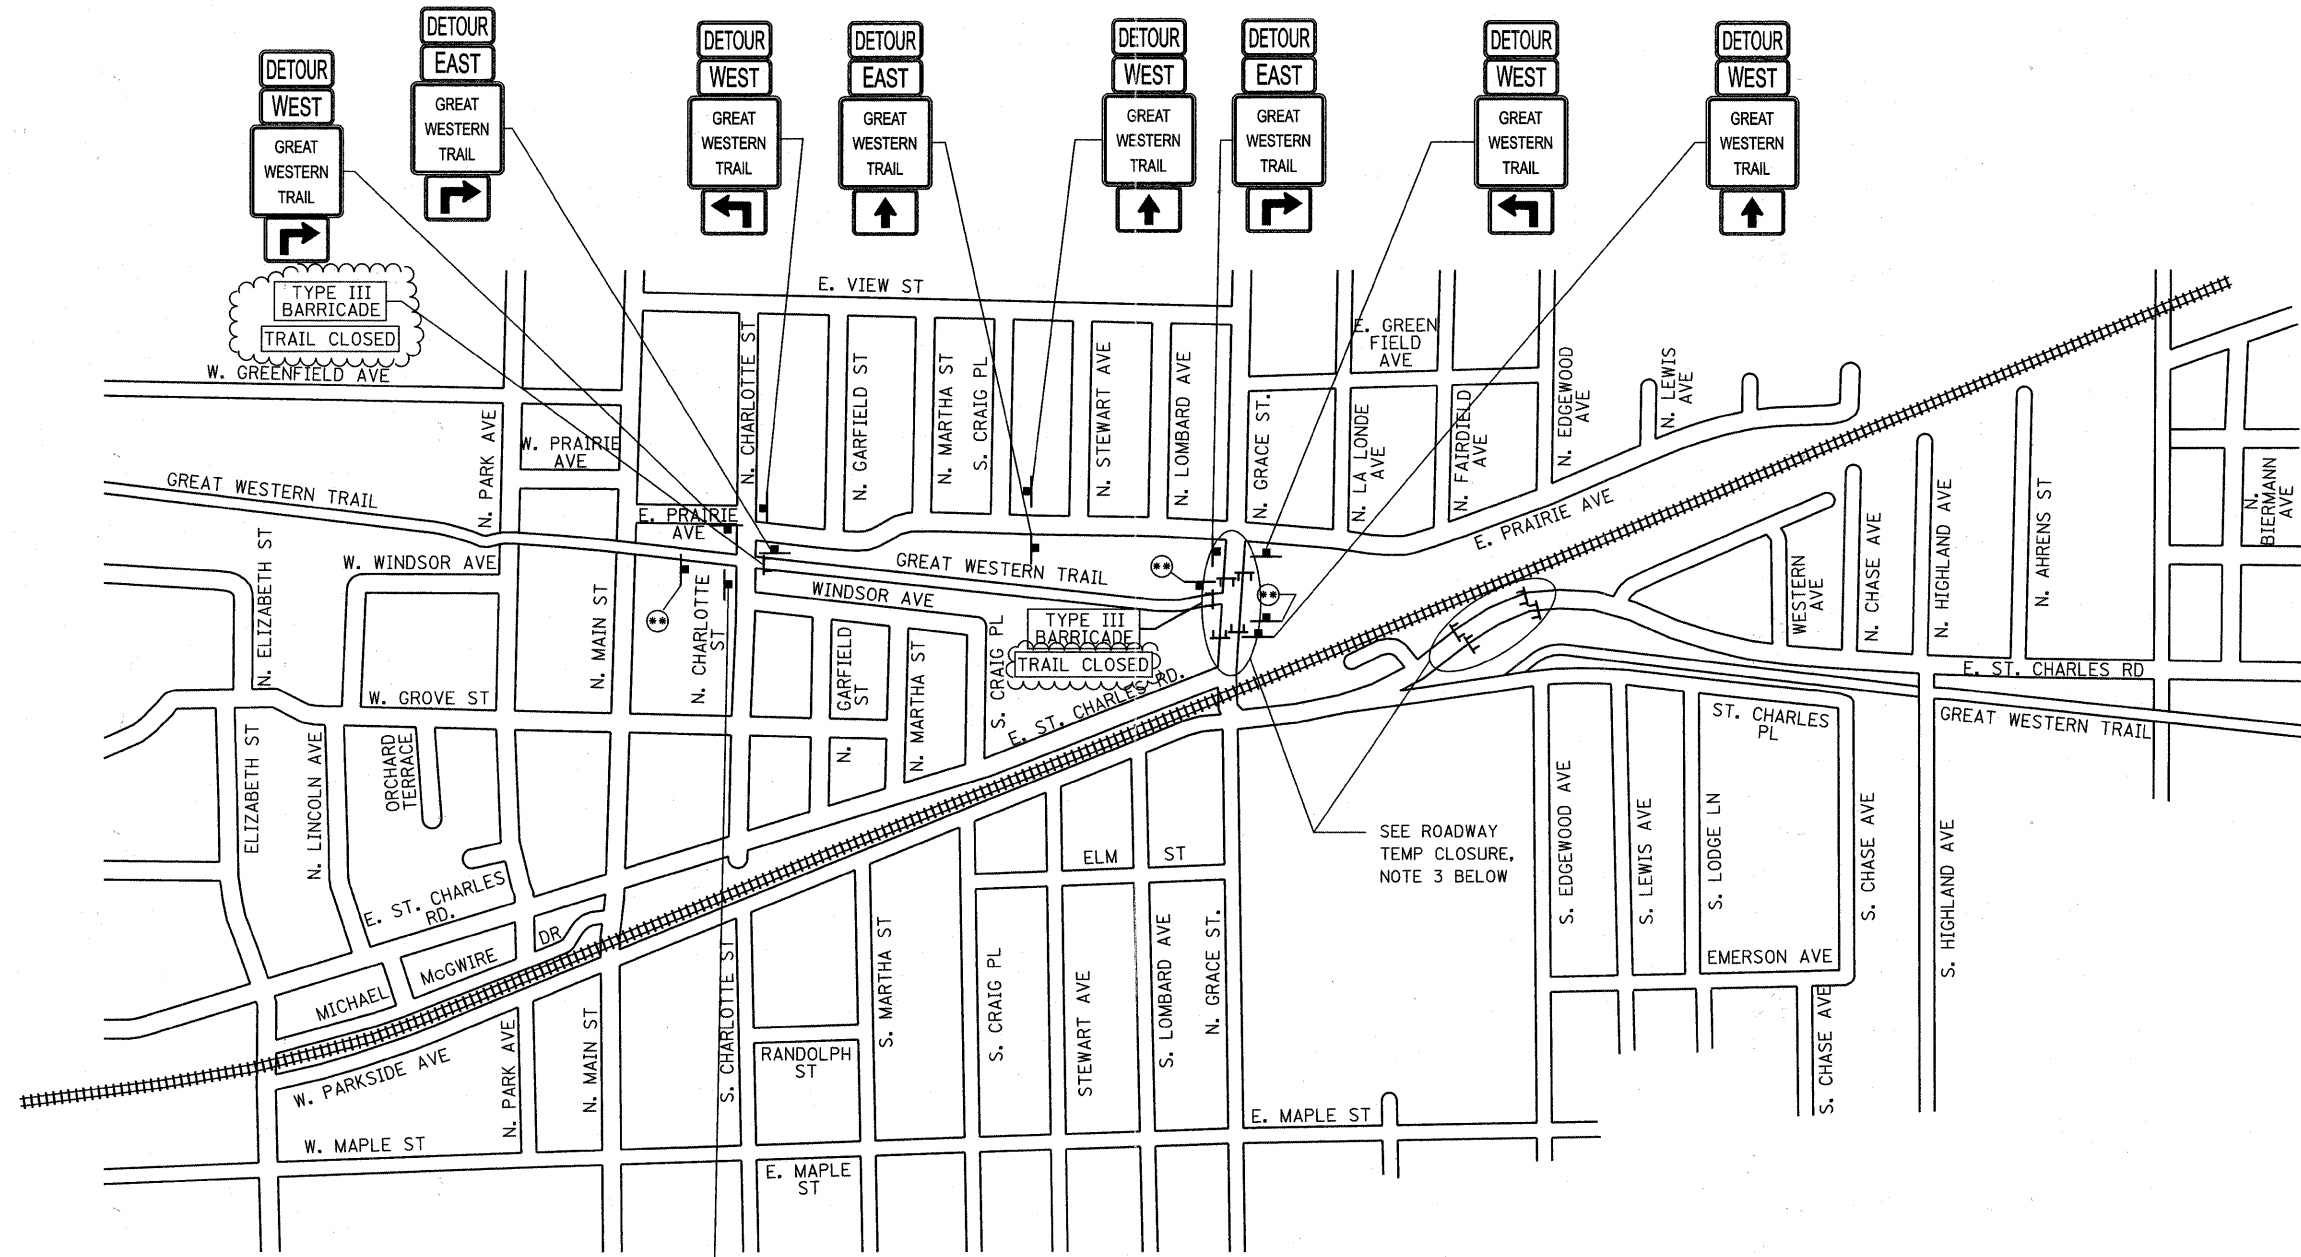 DETOUR
WEST
GREAT
WESTERN
TRAIL
DETOUR
EAST
GREAT
WESTERN
TRAIL
DETOUR
WEST
GREAT
WESTERN
TRAIL
DETOUR
EAST
GREAT
WESTERN
TRAIL
DETOUR
WEST
GREAT
WESTERN
TRAIL
DETOUR
EAST
GREAT
WESTERN
TRAIL
DETOUR
WEST
GREAT
WESTERN
TRAIL
DETOUR
WEST
GREAT
WESTERN
TRAIL
TYPE III
BARRICADE
TRAIL CLOSED
W. GREENFIELD AVE
E. VIEW ST
E. GREEN
FIELD
AVE
N. PARK AVE
W. PRAIRIE
AVE
N. CHARLOTTE ST
N. GARFIELD ST
N. MARTHA ST
S. CRAIG PL
N. STEWART AVE
N. LOMBARD AVE
N. GRACE ST.
N. LA LONDE
AVE
N. FAIRDIELD
AVE
N. EDGEWOOD
AVE
N. LEWIS
AVE
GREAT WESTERN TRAIL
E. PRAIRIE
AVE
E. PRAIRIE AVE
N. ELIZABETH ST
W. WINDSOR AVE
N. MAIN ST
N. CHARLOTTE
ST
**
GREAT WESTERN TRAIL
WINDSOR AVE
**
**
TYPE III
BARRICADE
TRAIL CLOSED
N. GARFIELD
ST
N. MARTHA ST
S. CRAIG PL
E. ST. CHARLES RD.
WESTERN
AVE
N. CHASE AVE
N. HIGHLAND AVE
N. AHRENS ST
N.
BIERMANN
AVE
E. ST. CHARLES RD
GREAT WESTERN TRAIL
ST. CHARLES
PL
W. GROVE ST
ELIZABETH ST
N. LINCOLN AVE
ORCHARD
TERRACE
E. ST. CHARLES
RD.
MICHAEL
McGWIRE
DR
W. PARKSIDE AVE
N. PARK AVE
N. MAIN ST
S. CHARLOTTE ST
RANDOLPH
ST
S. MARTHA ST
S. CRAIG PL
STEWART AVE
ELM
ST
S. LOMBARD AVE
N. GRACE ST.
SEE ROADWAY
TEMP CLOSURE,
NOTE 3 BELOW
S. EDGEWOOD AVE
S. LEWIS AVE
S. LODGE LN
S. CHASE AVE
S. HIGHLAND AVE
EMERSON AVE
S. CHASE AVE
W. MAPLE ST
E. MAPLE
ST
E. MAPLE ST